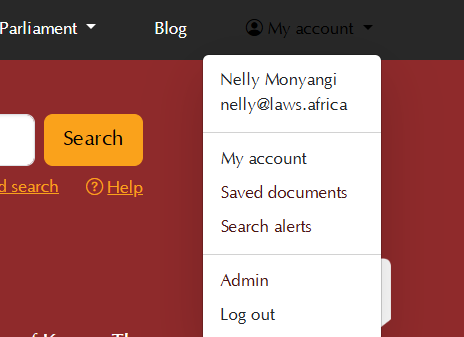 Parliament
Blog
My account
Nelly Monyangi
nelly@laws.africa
Search
My account
d search
Help
Saved documents
Search alerts
Admin
Log out